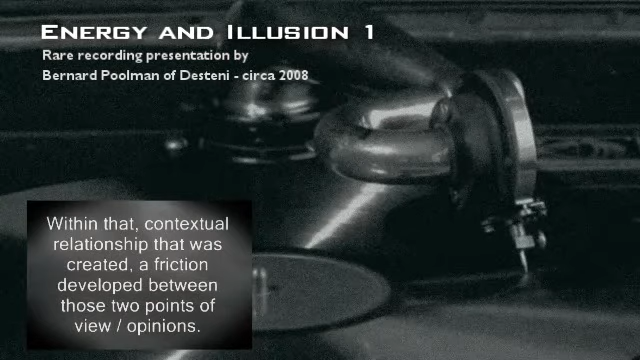 Energy and Illusion 1
Rare recording presentation by
Bernard Poolman of Desteni - circa 2008
Within that, contextual
relationship that was
created, a friction
developed between
those two points of
view / opinions.